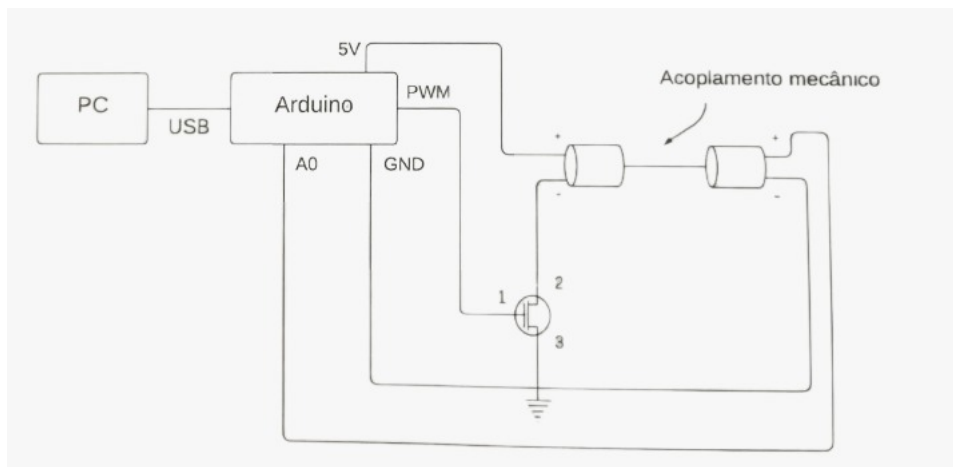 5V
Acoplamento mecânico
PC
Arduino
PWM
USB
A0
GND
+
+
-
-
2
1
3